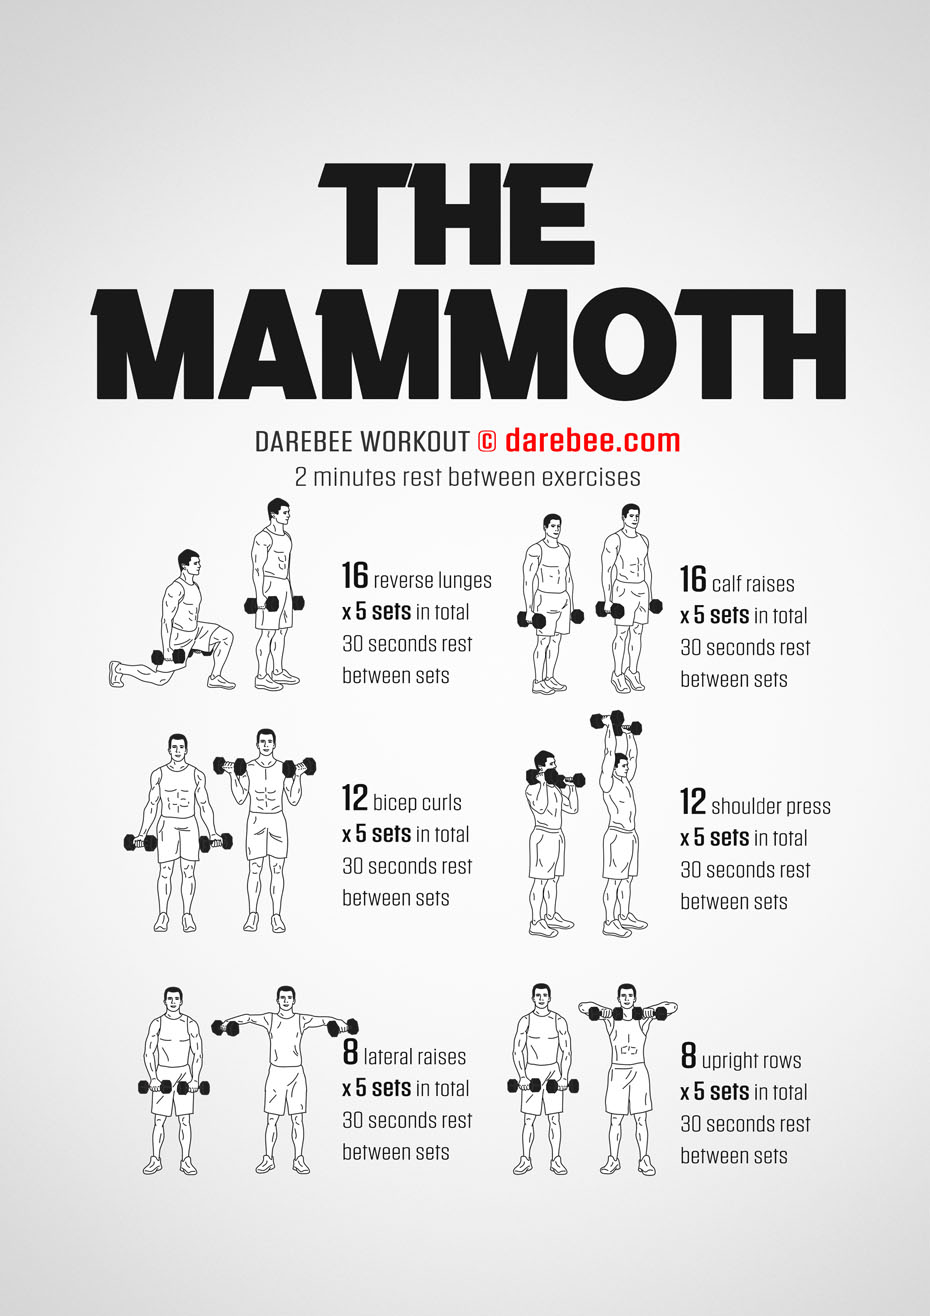 THE
MAMMOTH
DAREBEE WORKOUT © darebee.com
2 minutes rest between exercises
16 reverse lunges
x 5 sets in total
30 seconds rest
between sets
16 calf raises
x 5 sets in total
30 seconds rest
between sets
12 bicep curls
x 5 sets in total
30 seconds rest
between sets
12 shoulder press
x 5 sets in total
30 seconds rest
between sets
8 lateral raises
x 5 sets in total
30 seconds rest
between sets
8 upright rows
x 5 sets in total
30 seconds rest
between sets